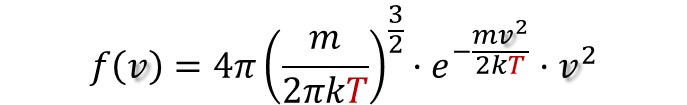 f(v) = 4π (m/2πkT)^(3/2) · e^(−mv²/2kT) · v²